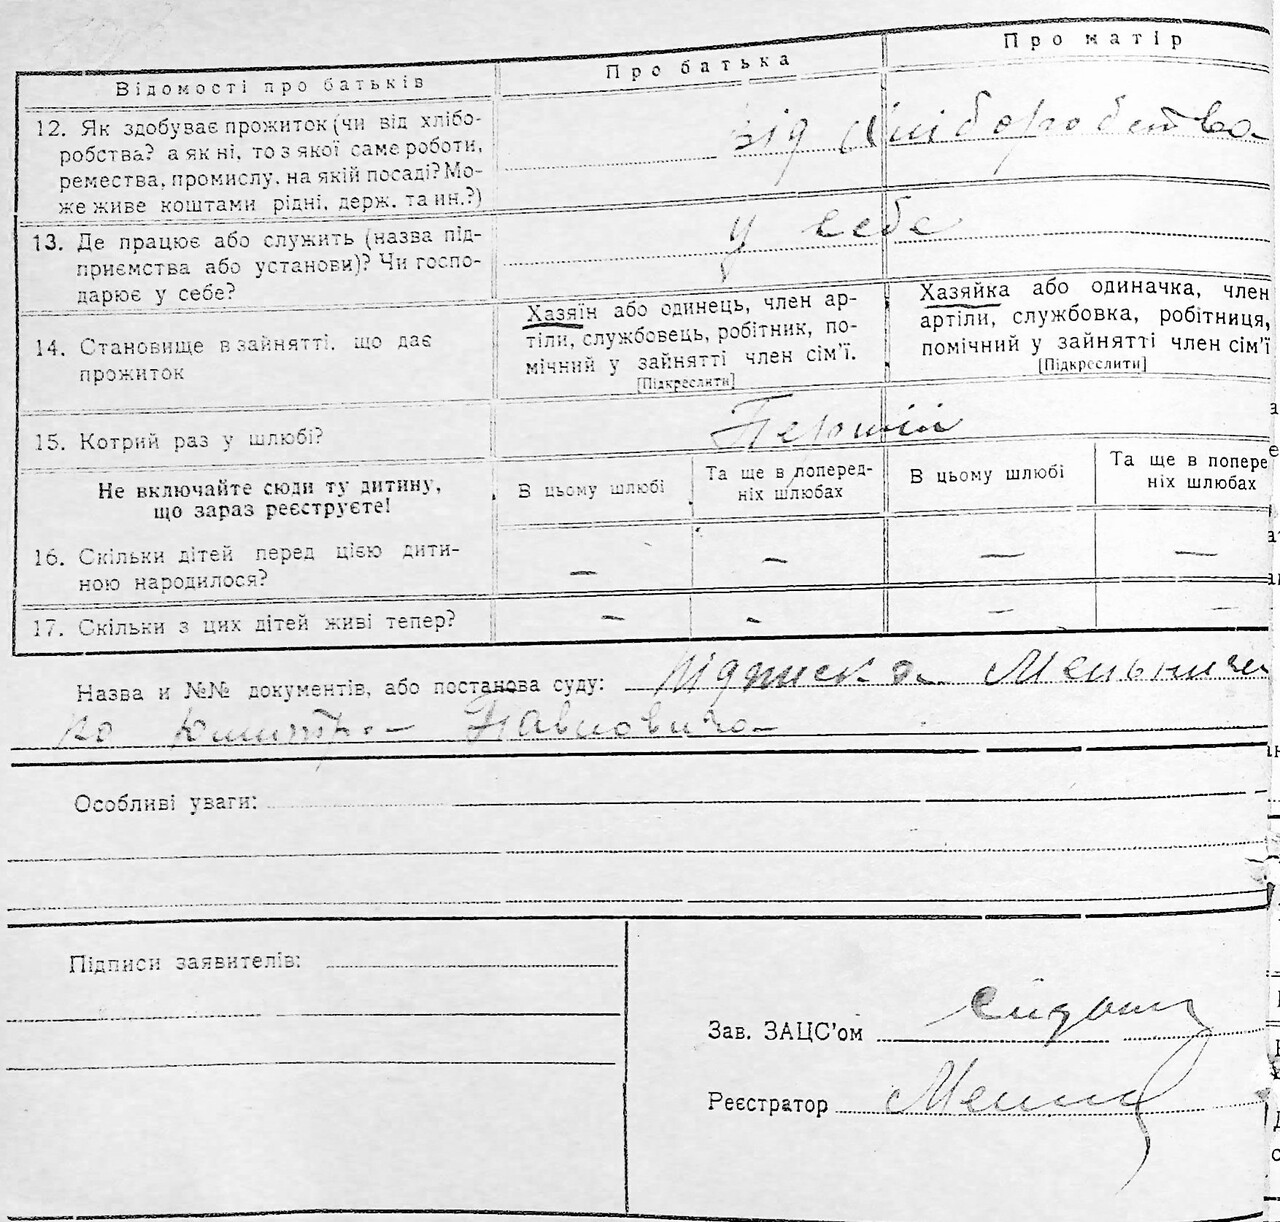 Відомості про батьків Про батька Про матір
12. Як здобуває прожиток (чи від хлібо-
робства? а як ні, то з якої саме роботи,
ремества, промислу, на якій посаді? Мо-
же живе коштами рідні, держ. та ин.?)
від хліборобства
13. Де працює або служить (назва під-
приємства або установи)? Чи госпо-
дарює у себе?
у себе
14. Становище в зайнятті, що дає
прожиток
Хазяїн або одинець, член ар-
тіли, службовець, робітник, по-
мічний у зайнятті член сім'ї.
[Підкреслити]
Хазяйка або одиначка, член
артіли, службовка, робітниця,
помічний у зайнятті член сім'ї
[Підкреслити]
15. Котрий раз у шлюбі? Перший
Не включайте сюди ту дитину,
що зараз реєструєте!
В цьому шлюбі
Та ще в поперед-
ніх шлюбах
В цьому шлюбі
Та ще в попере
ніх шлюбах
16. Скільки дітей перед цією дити-
ною народилося?
— — — —
17. Скільки з цих дітей живі тепер?
— — — —
Назва и №№ документів, або постанова суду: Підписка Мельничен
ко Павловича
Особливі уваги:
Підписи заявителів:
Зав. ЗАЦС'ом
Реєстратор